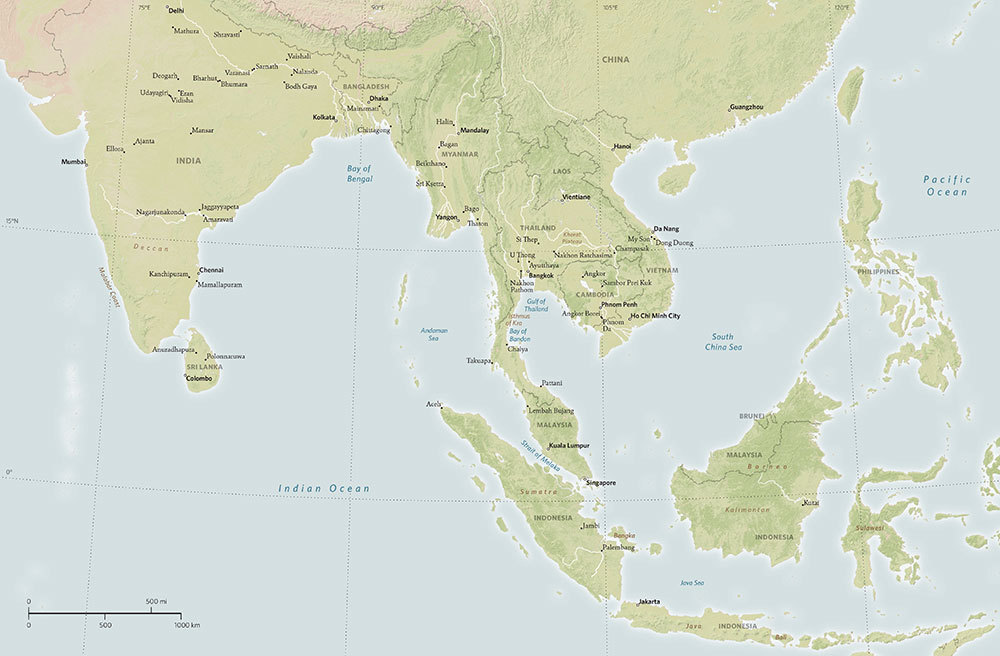 75°E
90°E
105°E
120°E
Delhi
Mathura
Shravasti
Vaishali
Sarnath
Varanasi
Nalanda
Deogarh
Bharhut
Bhumara
Bodh Gaya
Udayagiri
Eran
Vidisha
BANGLADESH
Dhaka
Mainamati
Kolkata
Chittagong
CHINA
Guangzhou
Halin
Mandalay
Mansar
Ajanta
Ellora
Bagan
MYANMAR
Hanoi
Mumbai
INDIA
Beikthano
LAOS
Bay of
Bengal
Śri Ksetra
Pacific
Ocean
Vientiane
Jaggayyapeta
Nagarjunakonda
Amaravati
Bago
Yangon
Thaton
15°N
THAILAND
Da Nang
Deccan
Si Thep
Khorat
Plateau
My Son
Dong Duong
Champasak
U Thong
Nakhon Ratchasima
Ayutthaya
Malabar Coast
Kanchipuram
Chennai
Mamallapuram
Bangkok
Nakhon
Pathom
Angkor
Sambor Prei Kuk
VIETNAM
PHILIPPINES
CAMBODIA
Gulf of
Thailand
Phnom Penh
Angkor Borei
Ho Chi Minh City
Phnom
Da
Isthmus
of Kra
Bay of
Bandon
Andaman
Sea
South
China Sea
Anuradhapura
Polonnaruwa
SRI LANKA
Colombo
Chaiya
Takuapa
Pattani
Aceh
Lembah Bujang
MALAYSIA
BRUNEI
Kuala Lumpur
Strait of Melaka
MALAYSIA
Borneo
0°
Indian Ocean
Singapore
Sumatra
Kutai
Kalimantan
INDONESIA
Jambi
Sulawesi
Bangka
INDONESIA
Palembang
Java Sea
0
500 mi
0
500
1000 km
Jakarta
Java
INDONESIA
Bali